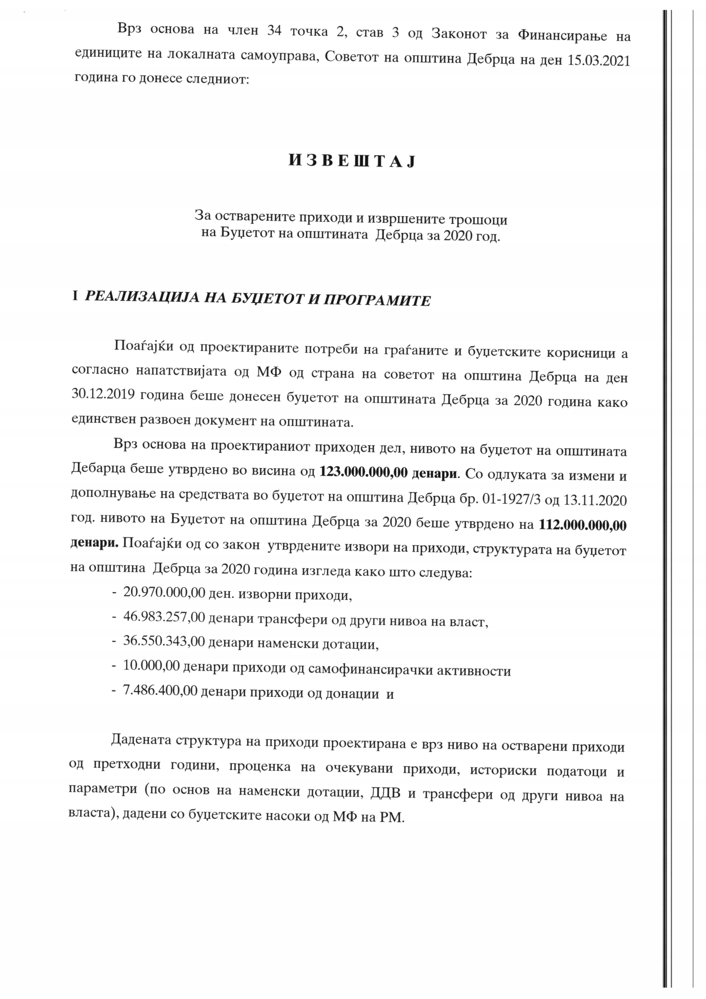 Врз основа на член 34 точка 2, став 3 од Законот за Финансирање на
единиците на локалната самоуправа, Советот на општина Дебрца на ден 15.03.2021
година го донесе следниот:
И З В Е Ш Т А Ј
За остварените приходи и извршените трошоци
на Буџетот на општината Дебрца за 2020 год.
I РЕАЛИЗАЦИЈА НА БУЏЕТОТ И ПРОГРАМИТЕ
Поаѓајќи од проектираните потреби на граѓаните и буџетските корисници а
согласно напатствијата од МФ од страна на советот на општина Дебрца на ден
30.12.2019 година беше донесен буџетот на општината Дебрца за 2020 година како
единствен развоен документ на општината.
Врз основа на проектираниот приходен дел, нивото на буџетот на општината
Дебарца беше утврдено во висина од 123.000.000,00 денари. Со одлуката за измени и
дополнување на средствата во буџетот на општина Дебрца бр. 01-1927/3 од 13.11.2020
год. нивото на Буџетот на општина Дебрца за 2020 беше утврдено на 112.000.000,00
денари. Поаѓајќи од со закон утврдените извори на приходи, структурата на буџетот
на општина Дебрца за 2020 година изгледа како што следува:
- 20.970.000,00 ден. изворни приходи,
- 46.983.257,00 денари трансфери од други нивоа на власт,
- 36.550.343,00 денари наменски дотации,
- 10.000,00 денари приходи од самофинансирачки активности
- 7.486.400,00 денари приходи од донации и
Дадената структура на приходи проектирана е врз ниво на остварени приходи
од претходни години, проценка на очекувани приходи, историски податоци и
параметри (по основ на наменски дотации, ДДВ и трансфери од други нивоа на
власта), дадени со буџетските насоки од МФ на РМ.